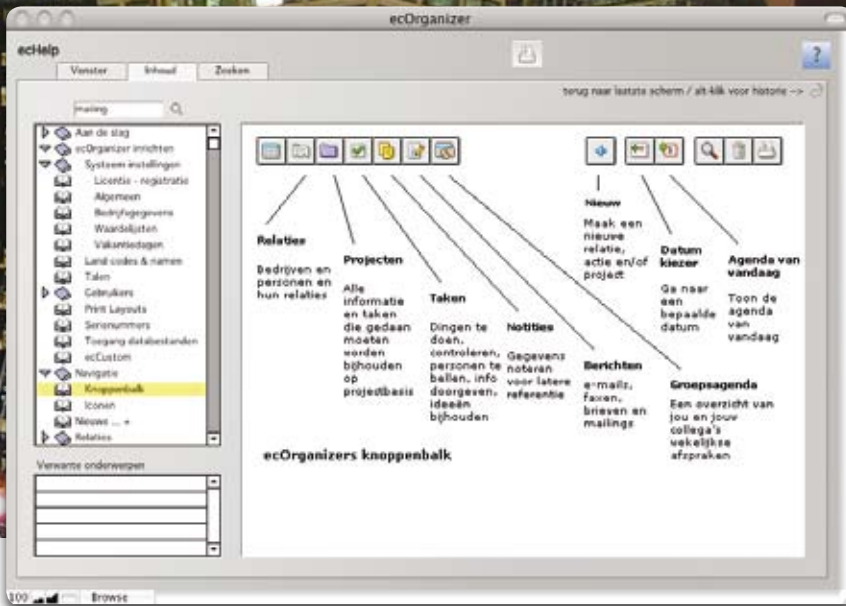 ecOrganizer
ecHelp
?
Venster
Inhoud
Zoeken
terug naar laatste scherm / alt-klik voor historie -->
mailing
Aan de slag
ecOrganizer inrichten
Systeem instellingen
Licentie - registratie
Algemeen
Bedrijfsgegevens
Waardelijsten
Vakantiedagen
Land codes & namen
Talen
Gebruikers
Print Layouts
Serienummers
Toegang databestanden
ecCustom
Navigatie
Knoppenbalk
Iconen
Nieuws ... +
Relaties
Verwante onderwerpen
Relaties
Bedrijven en
personen en
hun relaties
Projecten
Alle
informatie
en taken
die gedaan
moeten
worden
bijhouden
op
projectbasis
Taken
Dingen te
doen,
controleren,
personen te
bellen, info
doorgeven,
ideeën
bijhouden
Notities
Gegevens
noteren
voor latere
referentie
Berichten
e-mails,
faxen,
brieven en
mailings
Groepsagenda
Een overzicht van
jou en jouw
collega's
wekelijkse
afspraken
Nieuw
Maak een
nieuwe
relatie,
actie en/of
project
Datum
kiezer
Ga naar
een
bepaalde
datum
Agenda van
vandaag
Toon de
agenda
van
vandaag
ecOrganizers knoppenbalk
100
Browse